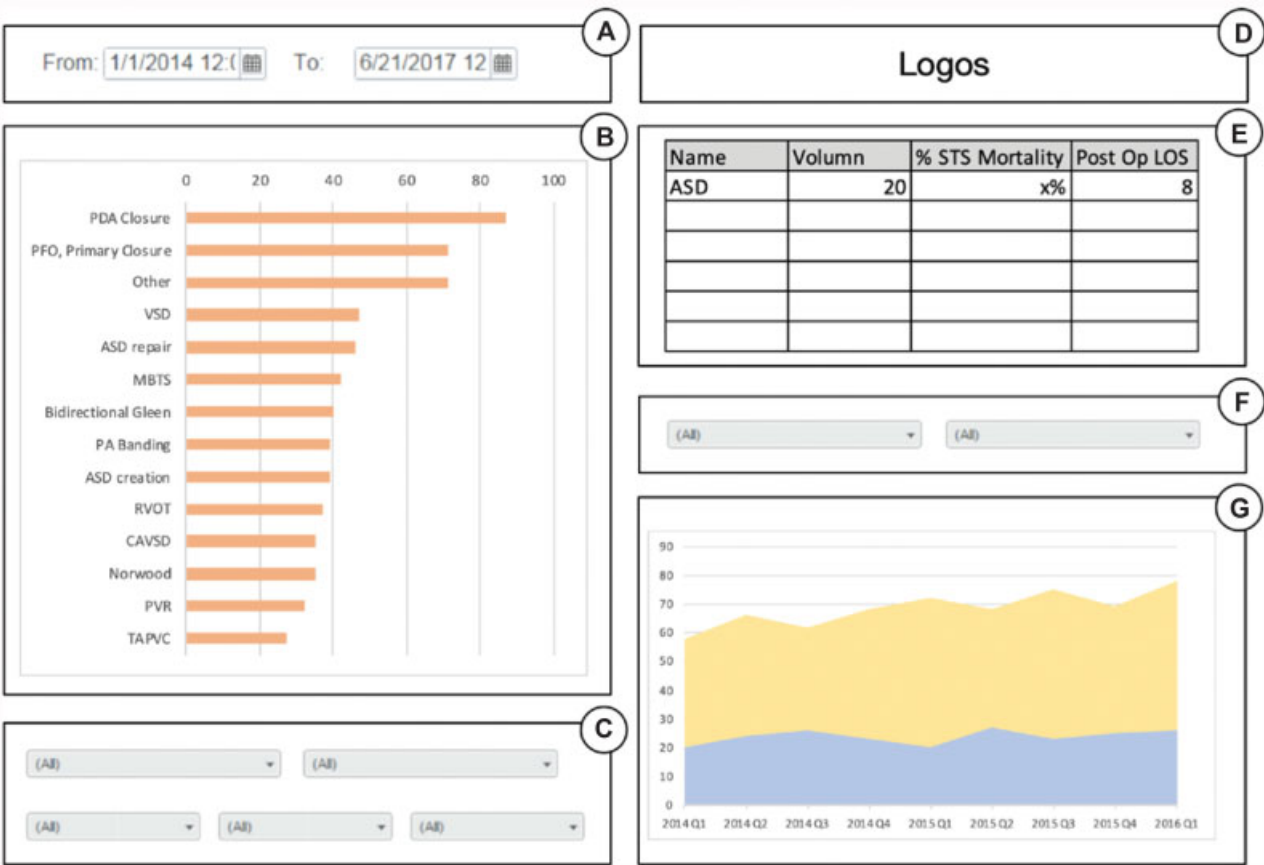 A
From: 1/1/2014 12:( To: 6/21/2017 12
B
0 20 40 60 80 100
PDA Closure
PFO, Primary Closure
Other
VSD
ASD repair
MBTS
Bidirectional Gleen
PA Banding
ASD creation
RVOT
CAVSD
Norwood
PVR
TAPVC
C
(All) (All)
(All) (All) (All)
D
Logos
E
Name Volumn % STS Mortality Post Op LOS
ASD 20 x% 8
F
(All) (All)
G
90
80
70
60
50
40
30
20
10
0
2014 Q1 2014 Q2 2014 Q3 2014 Q4 2015 Q1 2015 Q2 2015 Q3 2015 Q4 2016 Q1